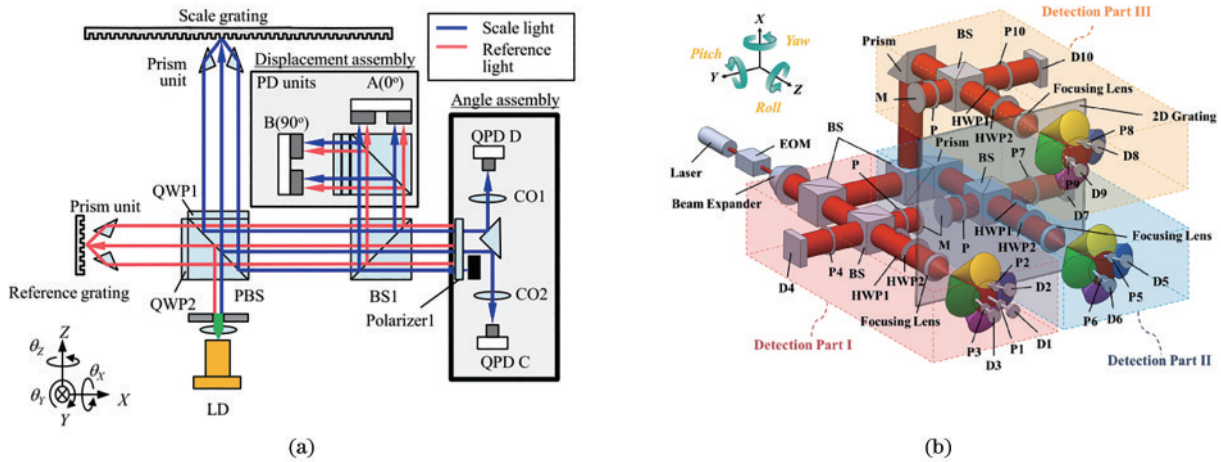 Scale grating
Prism unit
Scale light
Reference light
Displacement assembly
PD units
A(0°)
B(90°)
Angle assembly
QPD D
CO1
QWP1
Prism unit
Reference grating
QWP2
PBS
BS1
Polarizer1
CO2
QPD C
LD
Z
θZ
θX
θY
Y
X
(a)
Detection Part III
X
Yaw
Pitch
Y
Z
Roll
Prism
BS
P10
D10
M
P
HWP1
HWP2
Focusing Lens
2D Grating
P8
D8
P9
D9
D7
BS
EOM
Laser
Beam Expander
Prism
BS
P7
P
HWP1
HWP2
M
P
Focusing Lens
D4
P4
BS
HWP1
HWP2
Focusing Lens
P2
D2
P3
D3
P1
D1
P6
D6
P5
D5
Detection Part I
Detection Part II
(b)